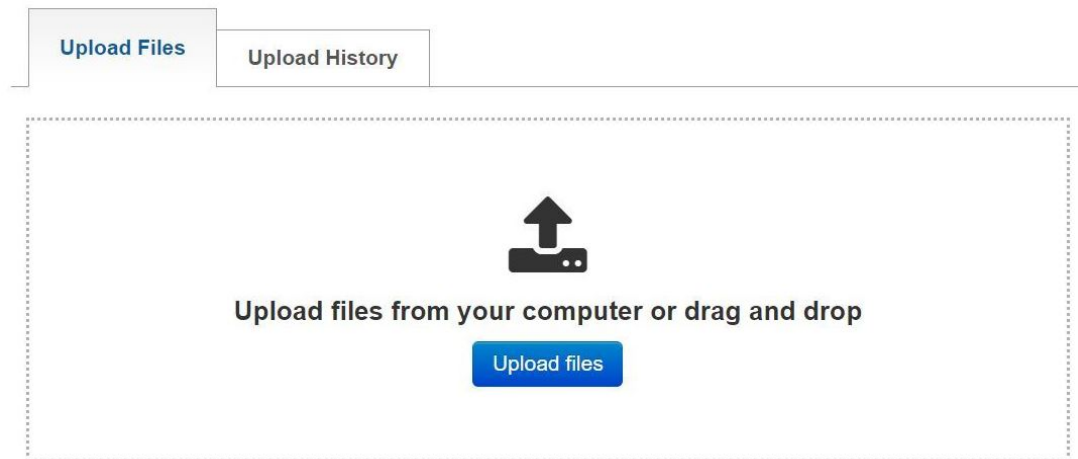 Upload Files
Upload History
Upload files from your computer or drag and drop
Upload files